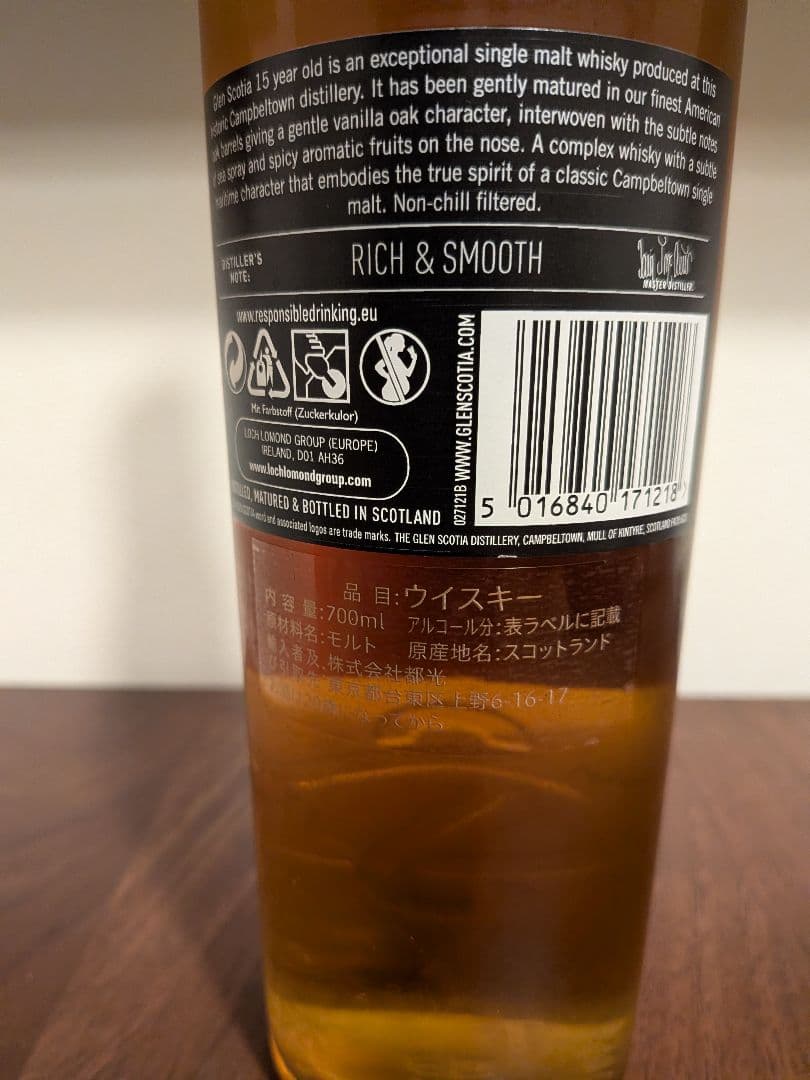 Glen Scotia 15 year old is an exceptional single malt whisky produced at this
historic Campbeltown distillery. It has been gently matured in our finest American
oak barrels giving a gentle vanilla oak character, interwoven with the subtle notes
of sea spray and spicy aromatic fruits on the nose. A complex whisky with a subtle
maritime character that embodies the true spirit of a classic Campbeltown single
malt. Non-chill filtered.
DISTILLER'S
NOTE:
RICH & SMOOTH
MASTER DISTILLER.
www.responsibledrinking.eu
Mit Farbstoff (Zuckerkulor)
LOCH LOMOND GROUP (EUROPE)
IRELAND, D01 AH36
www.lochlomondgroup.com
DISTILLED, MATURED & BOTTLED IN SCOTLAND
word and associated logos are trade marks. THE GLEN SCOTIA DISTILLERY, CAMPBELTOWN, MULL OF KINTYRE, SCOTLAND
027121B WWW.GLENSCOTIA.COM
5 016840 171218 >
品 目:ウイスキー
内 容 量:700ml アルコール分:表ラベルに記載
原材料名:モルト 原産地名:スコットランド
輸入者及 株式会社都光
び引取先:東京都台東区上野6-16-17